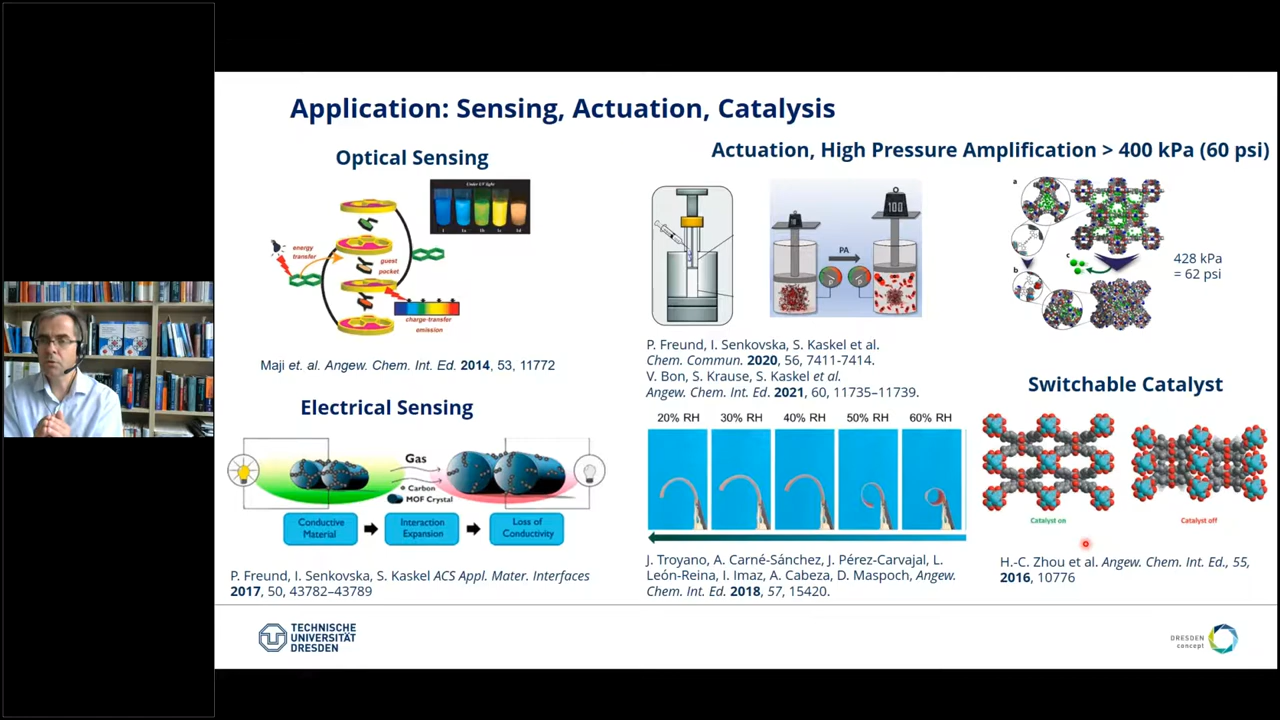 Application: Sensing, Actuation, Catalysis
Optical Sensing
Under UV light
energy
transfer
guest
pocket
charge-transfer
emission
Maji et. al. Angew. Chem. Int. Ed. 2014, 53, 11772
Electrical Sensing
Gas
Carbon
MOF Crystal
Conductive
Material
Interaction
Expansion
Loss of
Conductivity
P. Freund, I. Senkovska, S. Kaskel ACS Appl. Mater. Interfaces
2017, 50, 43782–43789
Actuation, High Pressure Amplification > 400 kPa (60 psi)
PA
100
P. Freund, I. Senkovska, S. Kaskel et al.
Chem. Commun. 2020, 56, 7411-7414.
V. Bon, S. Krause, S. Kaskel et al.
Angew. Chem. Int. Ed. 2021, 60, 11735–11739.
a
b
c
428 kPa
= 62 psi
20% RH
30% RH
40% RH
50% RH
60% RH
J. Troyano, A. Carné-Sánchez, J. Pérez-Carvajal, L.
León-Reina, I. Imaz, A. Cabeza, D. Maspoch, Angew.
Chem. Int. Ed. 2018, 57, 15420.
Switchable Catalyst
Catalyst on
Catalyst off
H.-C. Zhou et al. Angew. Chem. Int. Ed., 55,
2016, 10776
TECHNISCHE
UNIVERSITÄT
DRESDEN
DRESDEN
concept